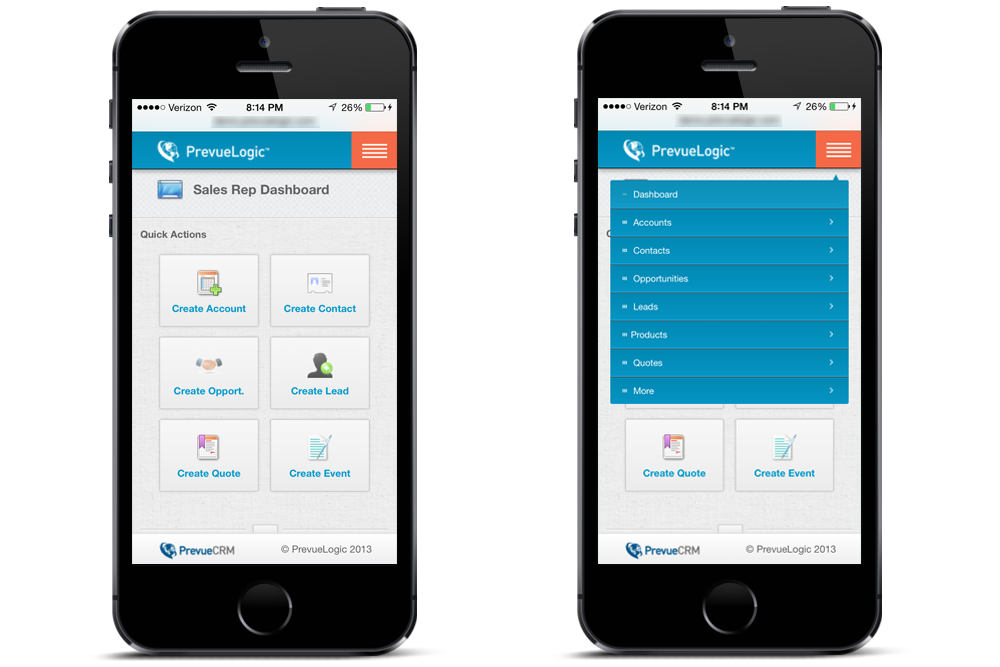 Verizon 8:14 PM 26%
PrevueLogic™
Sales Rep Dashboard
Quick Actions
Create Account Create Contact
Create Opport. Create Lead
Create Quote Create Event
PrevueCRM © PrevueLogic 2013
Verizon 8:14 PM 26%
PrevueLogic™
Dashboard
Accounts
Contacts
Opportunities
Leads
Products
Quotes
More
Create Quote Create Event
PrevueCRM © PrevueLogic 2013